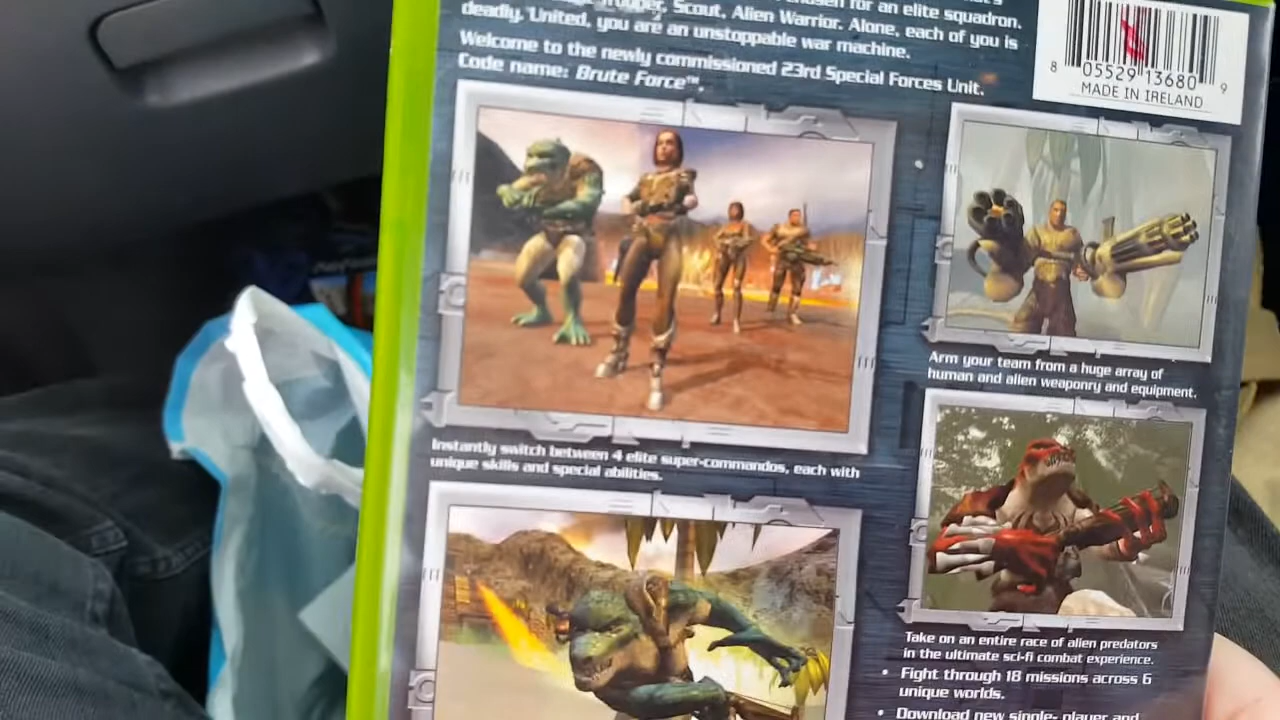 for an elite squadron.
Scout, Alien Warrior. Alone, each of you is
deadly. United, you are an unstoppable war machine.
Welcome to the newly commissioned 23rd Special Forces Unit.
Code name: Brute Force™.
8 05529 13680 9
MADE IN IRELAND
Arm your team from a huge array of
human and alien weaponry and equipment.
Instantly switch between 4 elite super-commandos, each with
unique skills and special abilities.
Take on an entire race of alien predators
in the ultimate sci-fi combat experience.
• Fight through 18 missions across 6
unique worlds.
• Download new single-player and